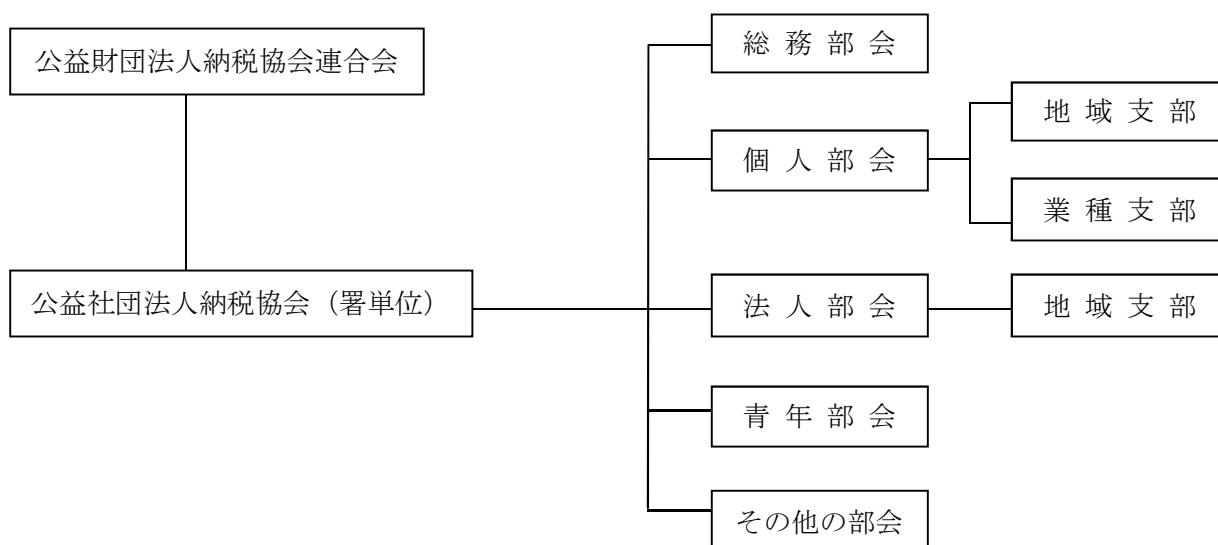 公益財団法人納税協会連合会
公益社団法人納税協会（署単位）
総務部会
個人部会
地域支部
業種支部
法人部会
地域支部
青年部会
その他の部会